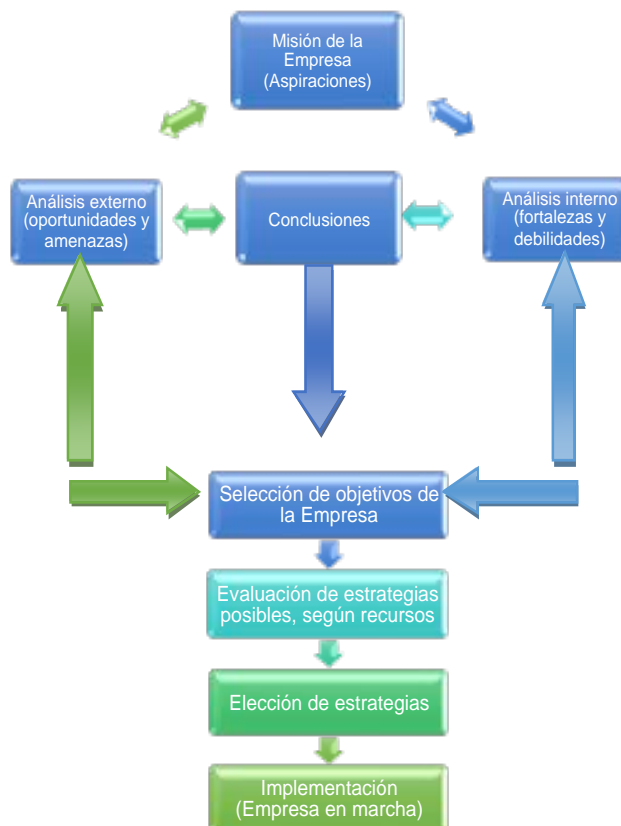 Misión de la
Empresa
(Aspiraciones)
Análisis externo
(oportunidades y
amenazas)
Conclusiones
Análisis interno
(fortalezas y
debilidades)
Selección de objetivos de
la Empresa
Evaluación de estrategias
posibles, según recursos
Elección de estrategias
Implementación
(Empresa en marcha)